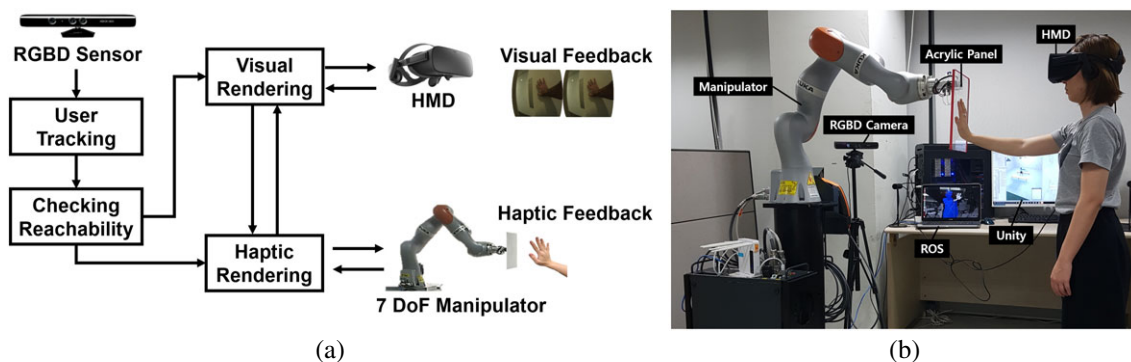 RGBD Sensor
User
Tracking
Checking
Reachability
Visual
Rendering
HMD
Visual Feedback
Haptic
Rendering
Haptic Feedback
7 DoF Manipulator
(a)
HMD
Acrylic Panel
KUKA
Manipulator
RGBD Camera
ROS
Unity
(b)